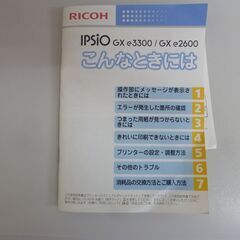 RICOH
IPSiO GX e3300 / GX e2600
こんなときには
操作部にメッセージが表示されたときには
1
エラーが発生した箇所の確認
2
つまった用紙が見つからないときには
3
きれいに印刷できないときには
4
プリンターの設定・調整方法
5
その他のトラブル
6
消耗品の交換方法とご購入方法
7